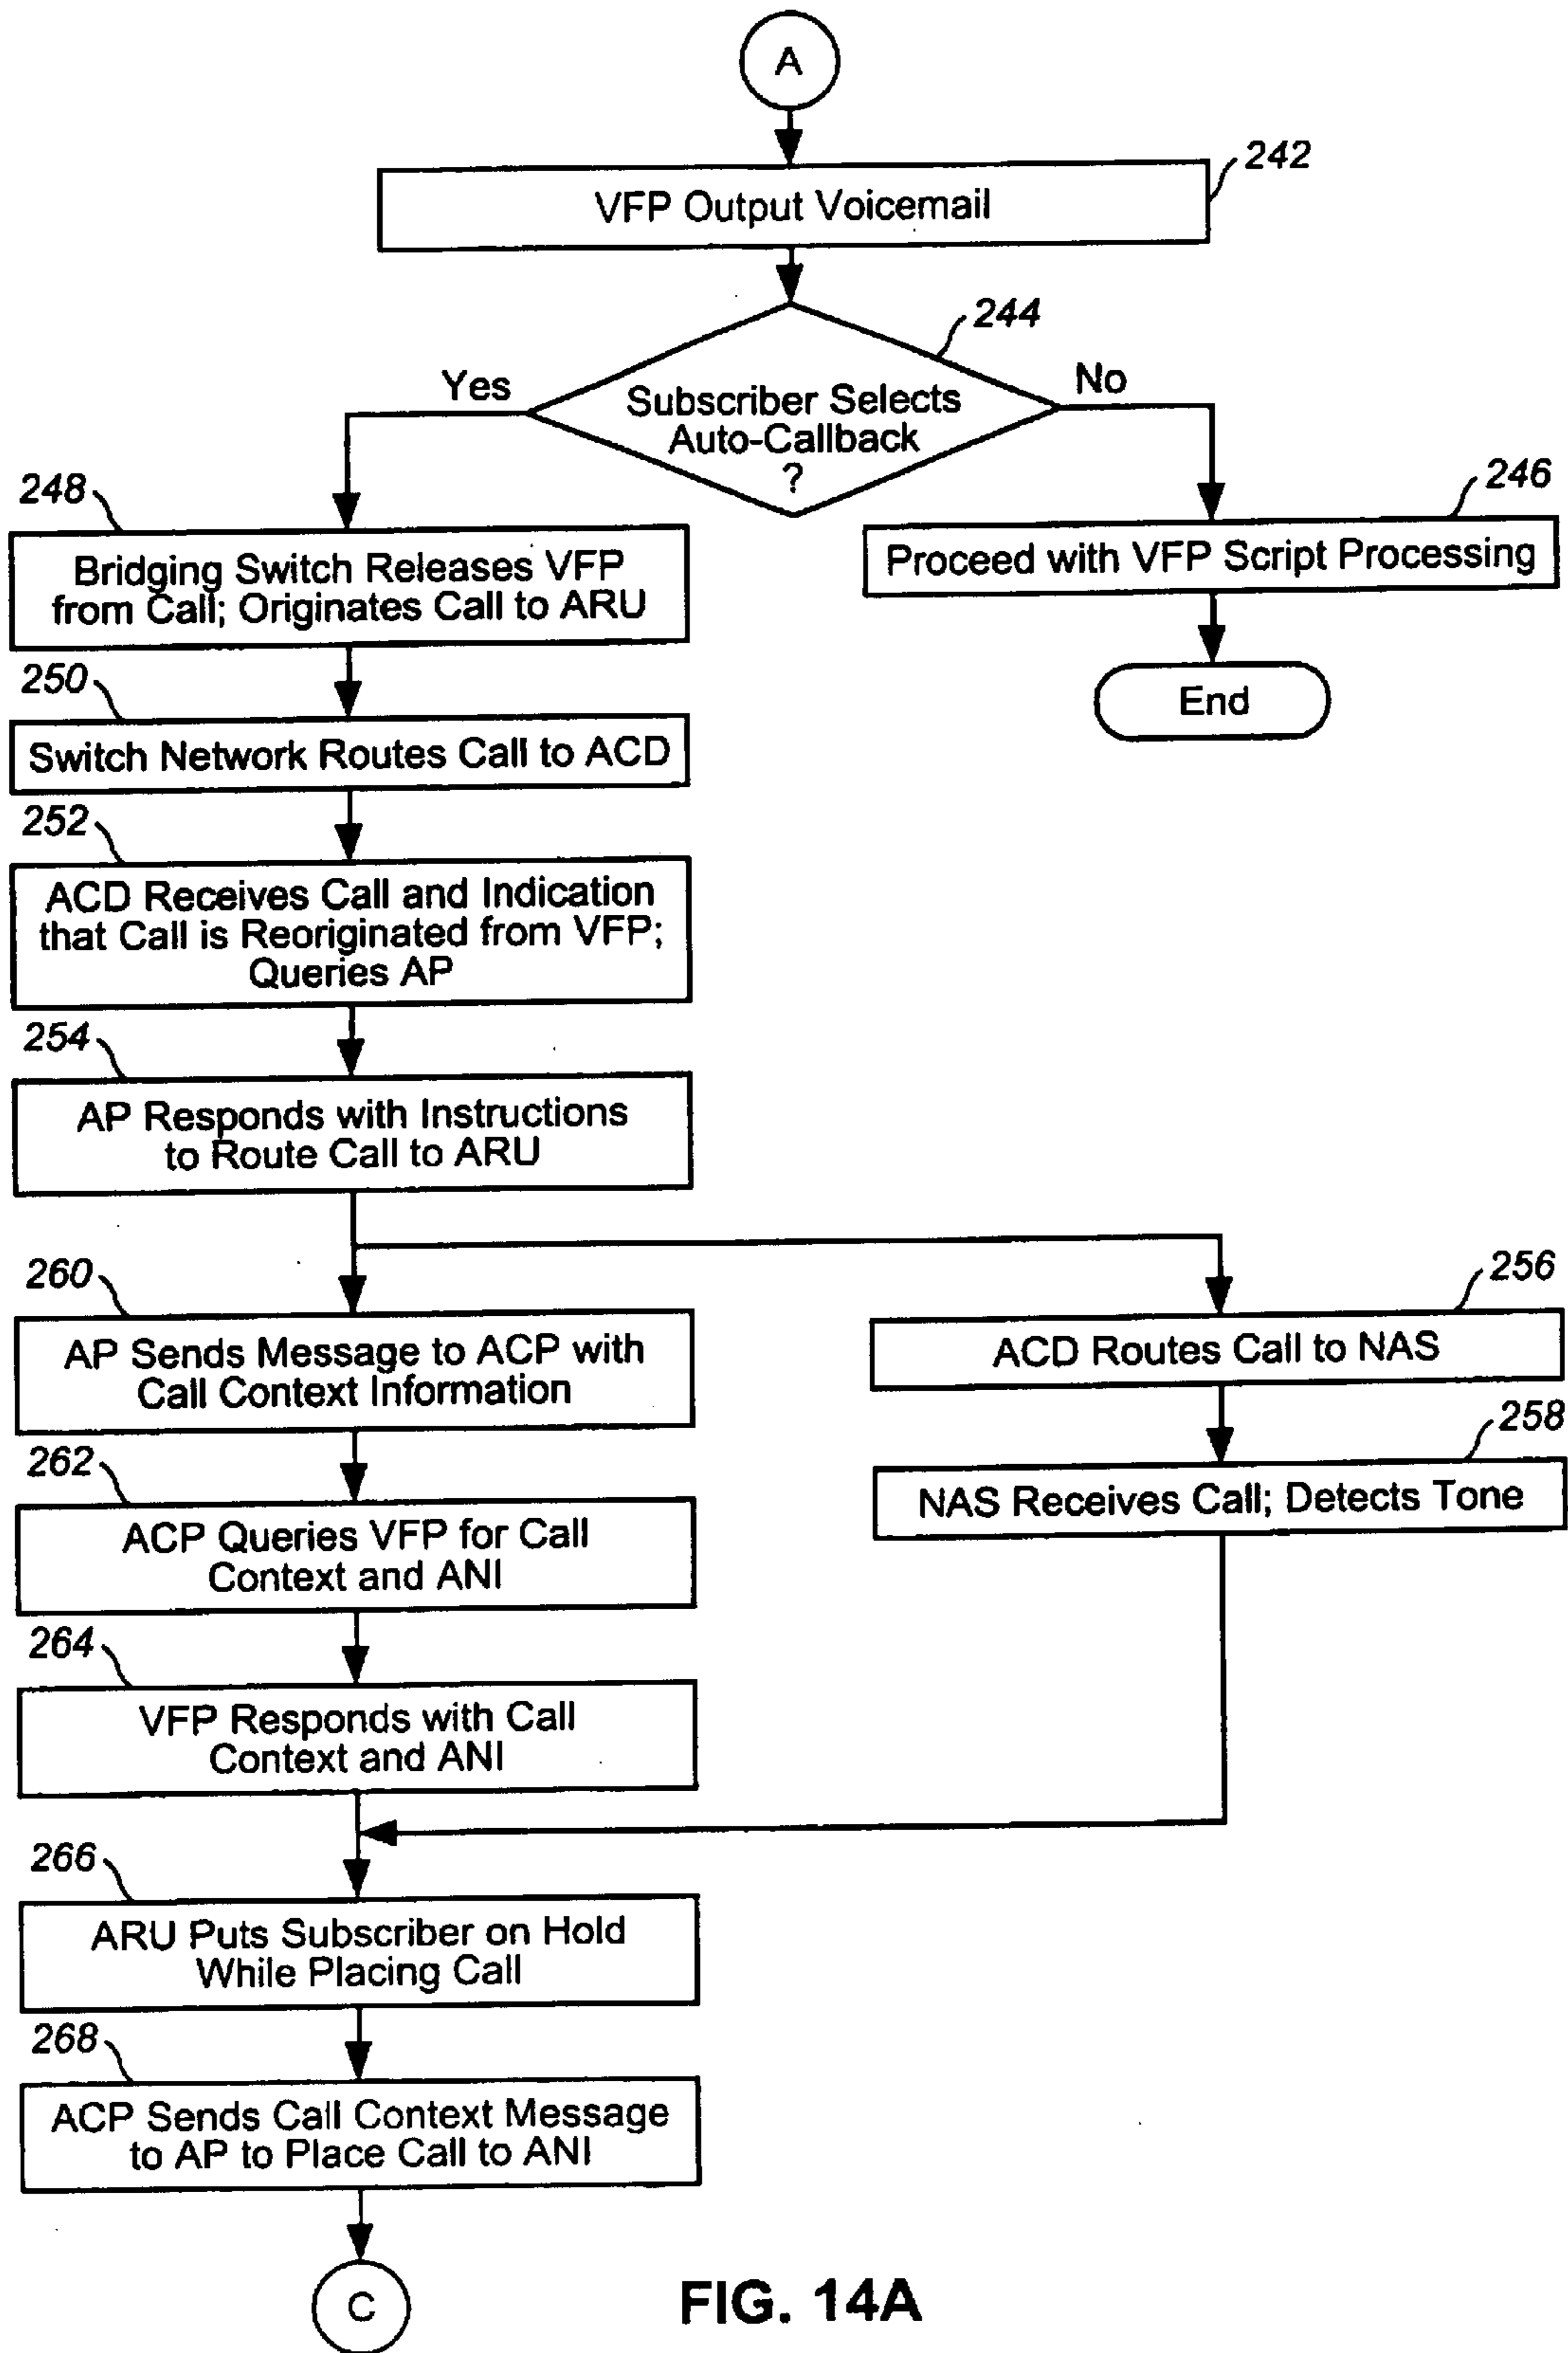 A
242
VFP Output Voicemail
244
Yes
No
Subscriber Selects
Auto-Callback
?
248
Bridging Switch Releases VFP
from Call; Originates Call to ARU
246
Proceed with VFP Script Processing
End
250
Switch Network Routes Call to ACD
252
ACD Receives Call and Indication
that Call is Reoriginated from VFP;
Queries AP
254
AP Responds with Instructions
to Route Call to ARU
260
AP Sends Message to ACP with
Call Context Information
256
ACD Routes Call to NAS
258
NAS Receives Call; Detects Tone
262
ACP Queries VFP for Call
Context and ANI
264
VFP Responds with Call
Context and ANI
266
ARU Puts Subscriber on Hold
While Placing Call
268
ACP Sends Call Context Message
to AP to Place Call to ANI
C
FIG. 14A